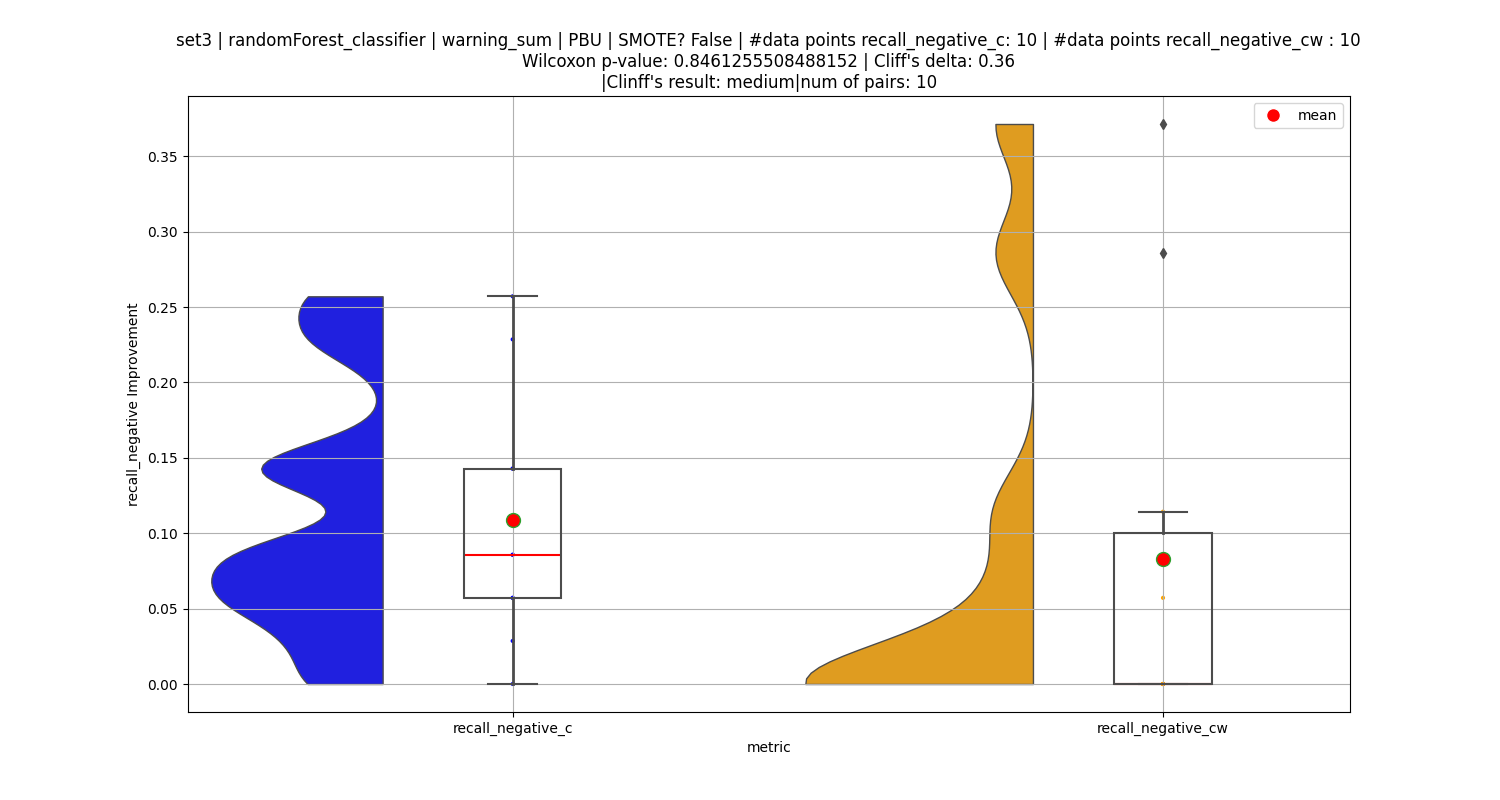 set3 | randomForest_classifier | warning_sum | PBU | SMOTE? False | #data points recall_negative_c: 10 | #data points recall_negative_cw : 10
Wilcoxon p-value: 0.8461255508488152 | Cliff's delta: 0.36
|Clinff's result: medium|num of pairs: 10
mean
0.35
0.30
0.25
0.20
0.15
0.10
0.05
0.00
recall_negative Improvement
recall_negative_c
recall_negative_cw
metric